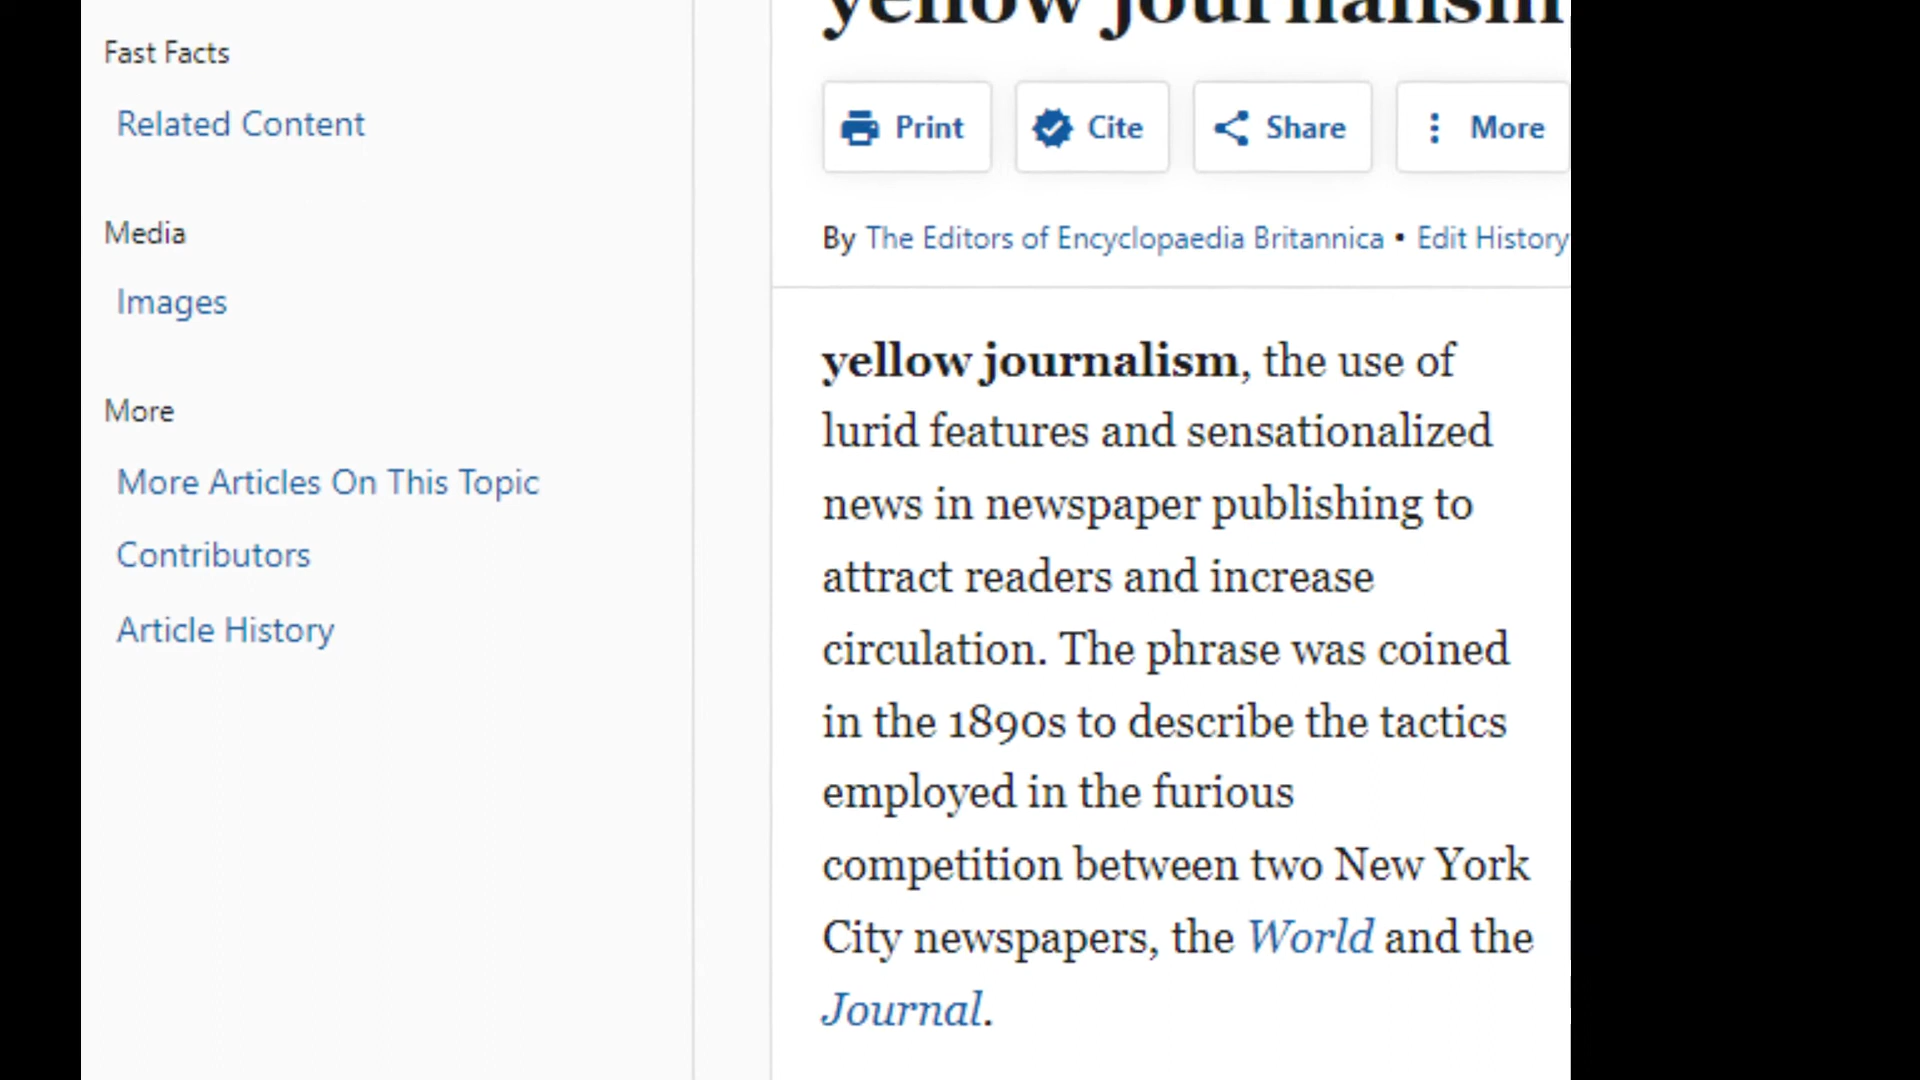 Fast Facts
Related Content
Media
Images
More
More Articles On This Topic
Contributors
Article History
yellow journalism
Print
Cite
Share
More
By The Editors of Encyclopaedia Britannica • Edit History
yellow journalism, the use of
lurid features and sensationalized
news in newspaper publishing to
attract readers and increase
circulation. The phrase was coined
in the 1890s to describe the tactics
employed in the furious
competition between two New York
City newspapers, the World and the
Journal.